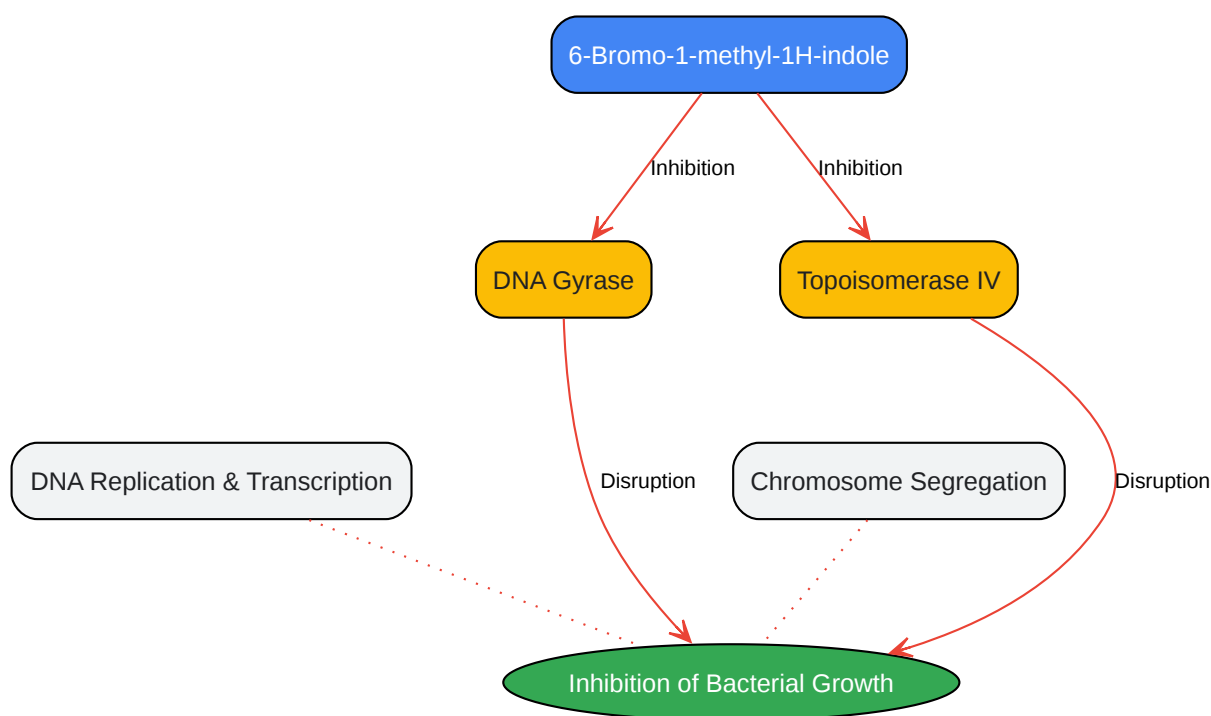 6-Bromo-1-methyl-1H-indole
Inhibition
Inhibition
DNA Gyrase
Topoisomerase IV
DNA Replication & Transcription
Disruption
Chromosome Segregation
Disruption
Inhibition of Bacterial Growth